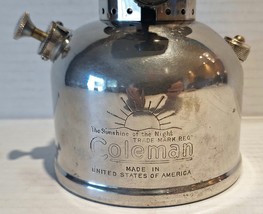 The Sunshine of the Night
TRADE MARK REG
Coleman
MADE IN
UNITED STATES OF AMERICA